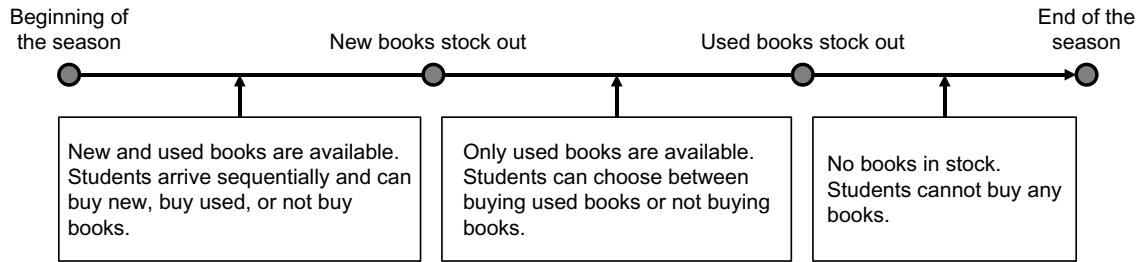 Beginning of
the season
New books stock out
Used books stock out
End of the
season
New and used books are available.
Students arrive sequentially and can
buy new, buy used, or not buy
books.
Only used books are available.
Students can choose between
buying used books or not buying
books.
No books in stock.
Students cannot buy any
books.